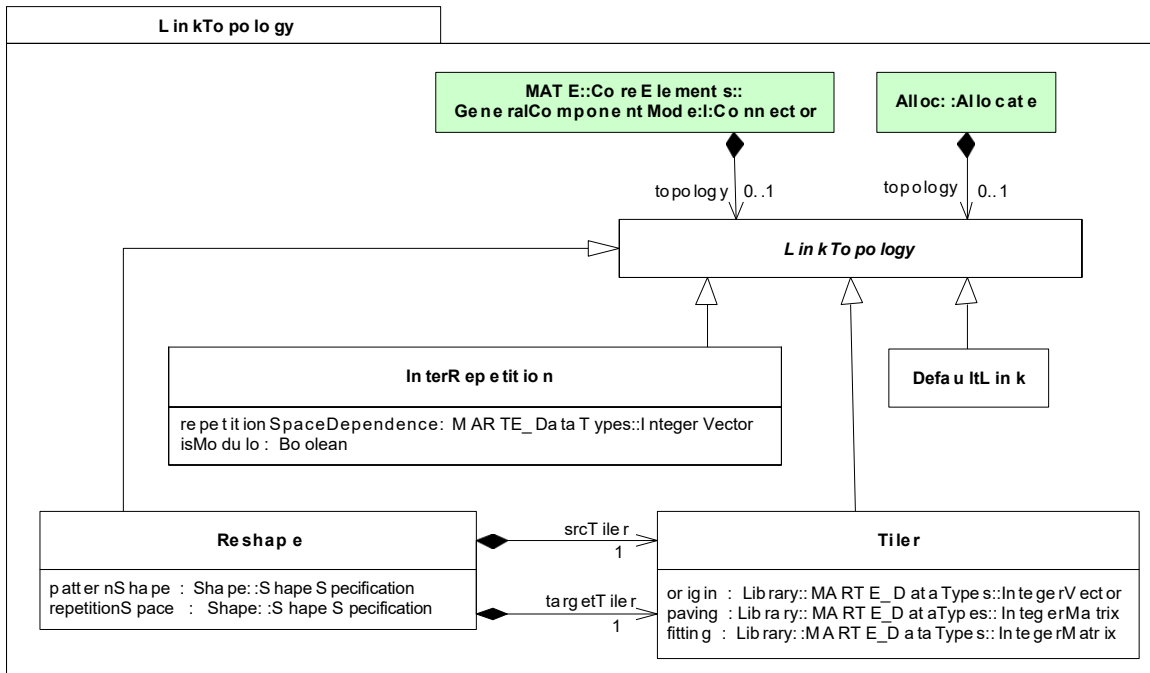 LinkTopology
MATE::CoreElements::
GeneralComponentMode:l:Connector
Alloc::Allocate
topology 0..1
topology 0..1
LinkTopology
InterRepetition
repetitionSpaceDependence: MARTE_DataTypes::IntegerVector
isModulo : Boolean
DefaultLink
Reshape
patternShape : Shape::ShapeSpecification
repetitionSpace : Shape::ShapeSpecification
srcTiler
1
targetTiler
1
Tiler
origin : Library::MARTE_DataTypes::IntegerVector
paving : Library::MARTE_DataTypes::IntegerMatrix
fitting : Library::MARTE_DataTypes::IntegerMatrix